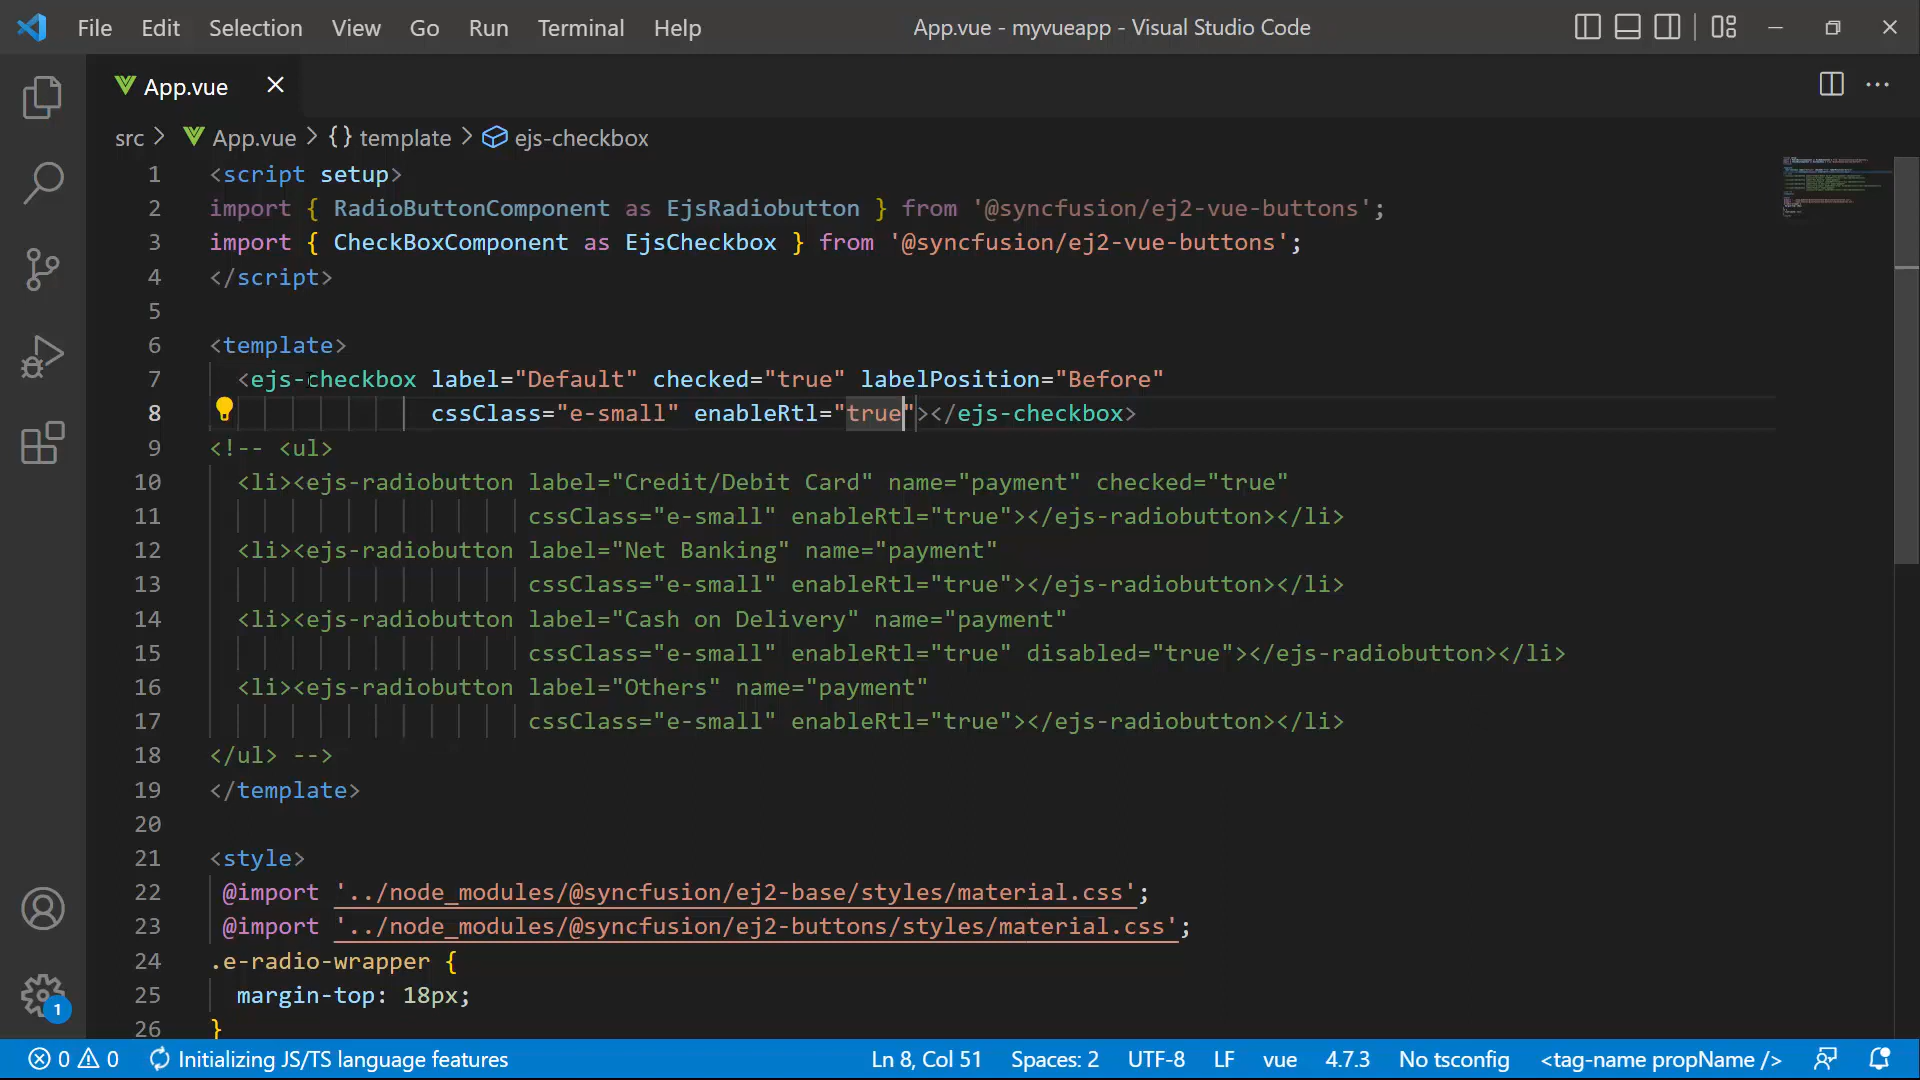 File Edit Selection View Go Run Terminal Help App.vue - myvueapp - Visual Studio Code
App.vue
src > App.vue > {} template > ejs-checkbox
1 <script setup>
2 import { RadioButtonComponent as EjsRadiobutton } from '@syncfusion/ej2-vue-buttons';
3 import { CheckBoxComponent as EjsCheckbox } from '@syncfusion/ej2-vue-buttons';
4 </script>
5
6 <template>
7 <ejs-checkbox label="Default" checked="true" labelPosition="Before"
8 cssClass="e-small" enableRtl="true"></ejs-checkbox>
9 <!-- <ul>
10 <li><ejs-radiobutton label="Credit/Debit Card" name="payment" checked="true"
11 cssClass="e-small" enableRtl="true"></ejs-radiobutton></li>
12 <li><ejs-radiobutton label="Net Banking" name="payment"
13 cssClass="e-small" enableRtl="true"></ejs-radiobutton></li>
14 <li><ejs-radiobutton label="Cash on Delivery" name="payment"
15 cssClass="e-small" enableRtl="true" disabled="true"></ejs-radiobutton></li>
16 <li><ejs-radiobutton label="Others" name="payment"
17 cssClass="e-small" enableRtl="true"></ejs-radiobutton></li>
18 </ul> -->
19 </template>
20
21 <style>
22 @import '../node_modules/@syncfusion/ej2-base/styles/material.css';
23 @import '../node_modules/@syncfusion/ej2-buttons/styles/material.css';
24 .e-radio-wrapper {
25 margin-top: 18px;
26 }
1
0 0 Initializing JS/TS language features Ln 8, Col 51 Spaces: 2 UTF-8 LF vue 4.7.3 No tsconfig <tag-name propName />